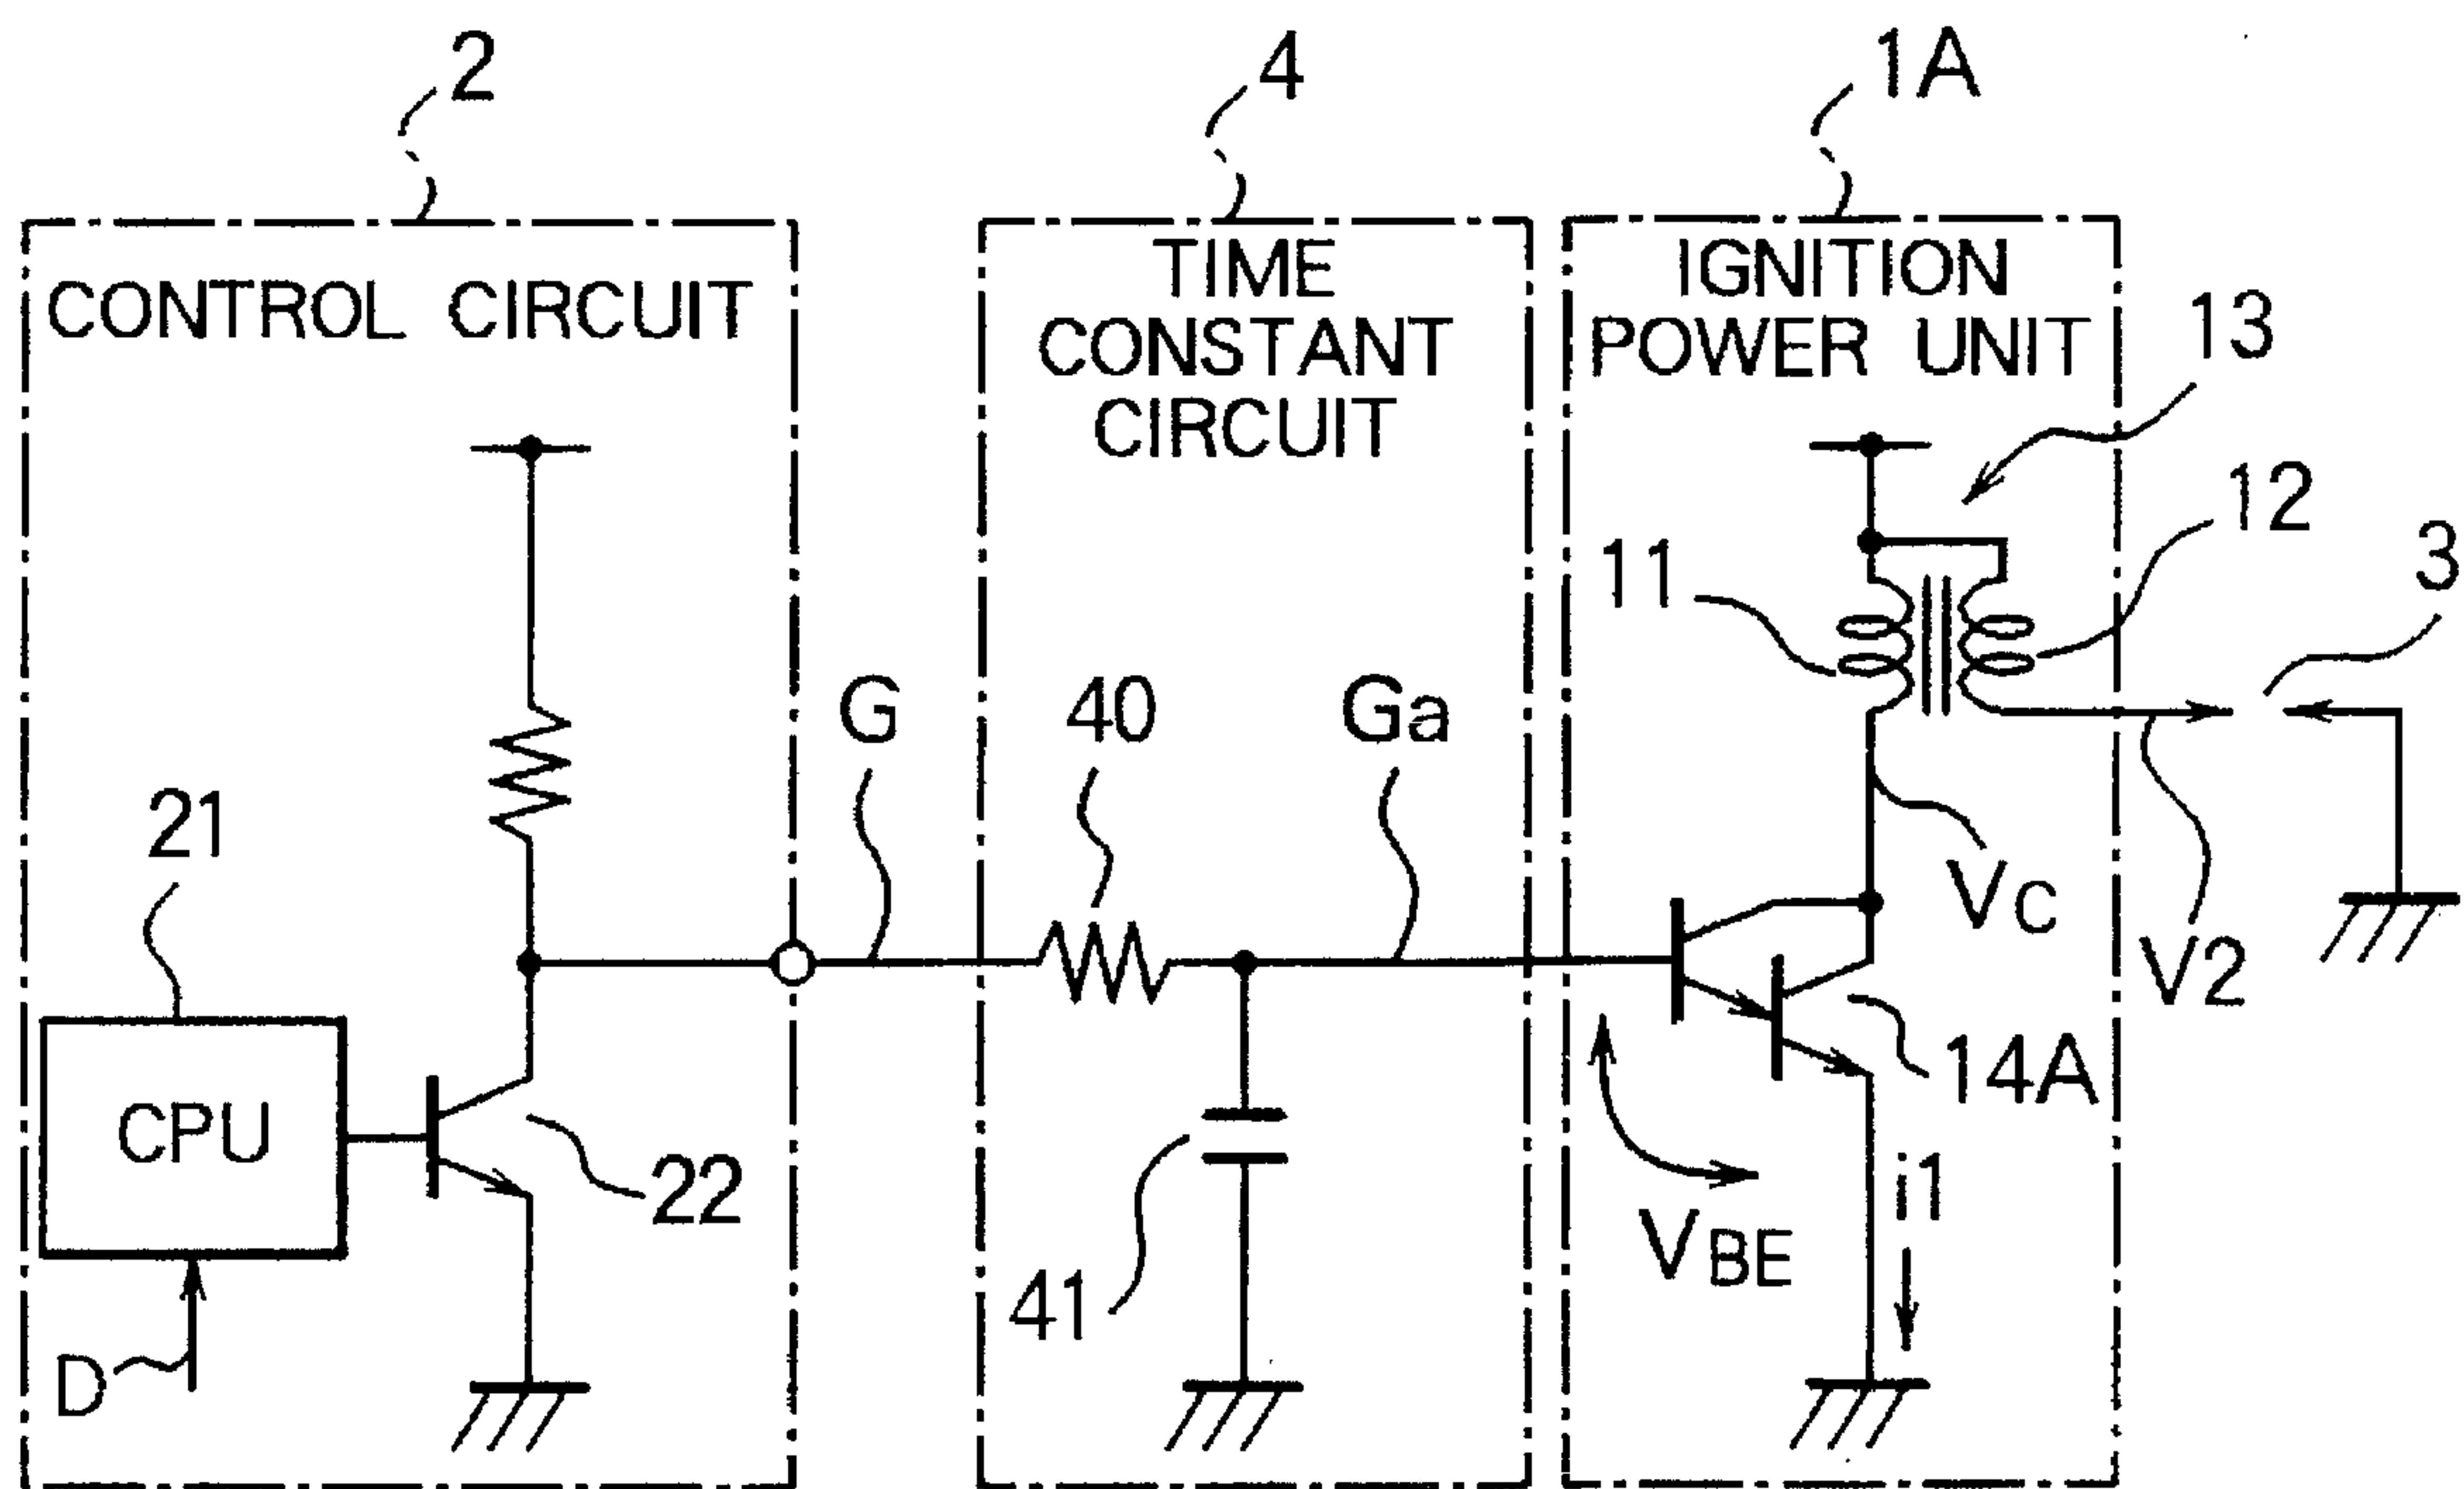 2
4
1A
CONTROL CIRCUIT
TIME
CONSTANT
CIRCUIT
IGNITION
POWER UNIT
13
12
11
3
G
40
Ga
21
VC
V2
14A
CPU
22
i1
VBE
41
D